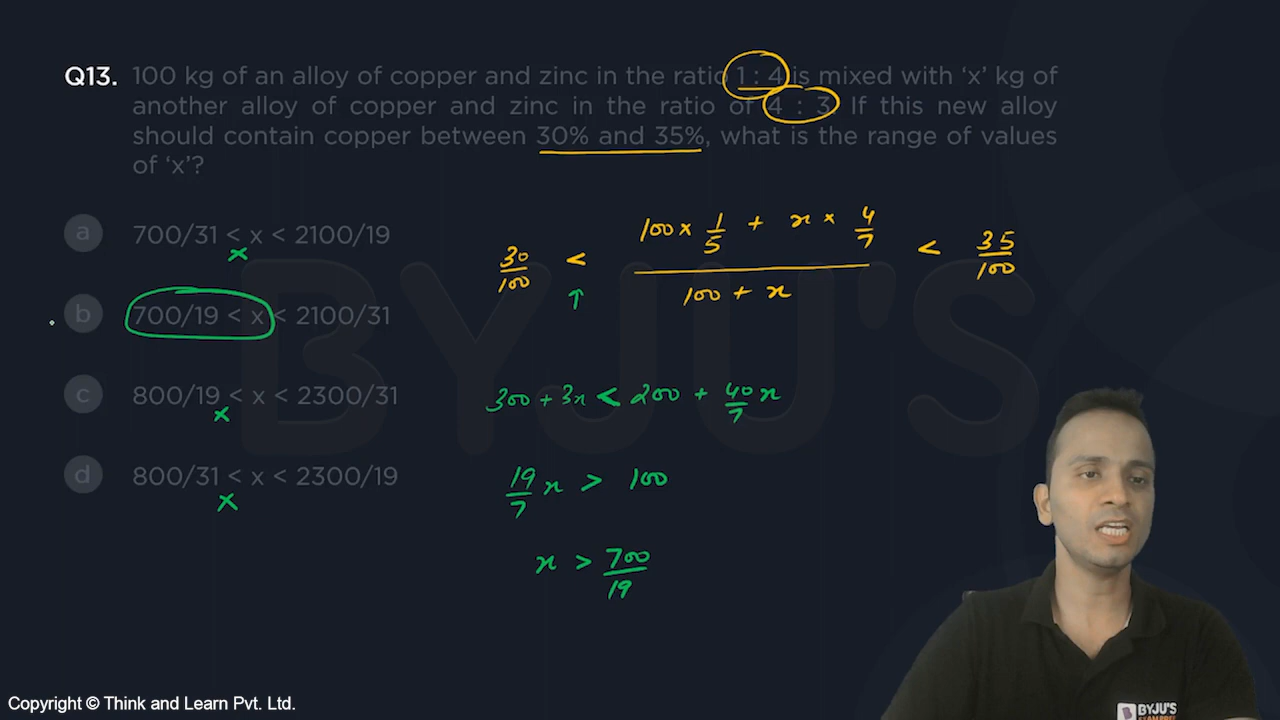 Q13. 100 kg of an alloy of copper and zinc in the ratio 1 : 4 is mixed with ‘x’ kg of
another alloy of copper and zinc in the ratio of 4 : 3. If this new alloy
should contain copper between 30% and 35%, what is the range of values
of ‘x’?
a 700/31 < x < 2100/19
x
b 700/19 < x < 2100/31
c 800/19 < x < 2300/31
x
d 800/31 < x < 2300/19
x
30/100 < (100 × 1/5 + x × 4/7)/(100 + x) < 35/100
↑
300 + 3x < 200 + 40/7 x
19/7 x > 100
x > 700/19
BYJU'S
BYJU'S
EXAM PREP
Copyright © Think and Learn Pvt. Ltd.